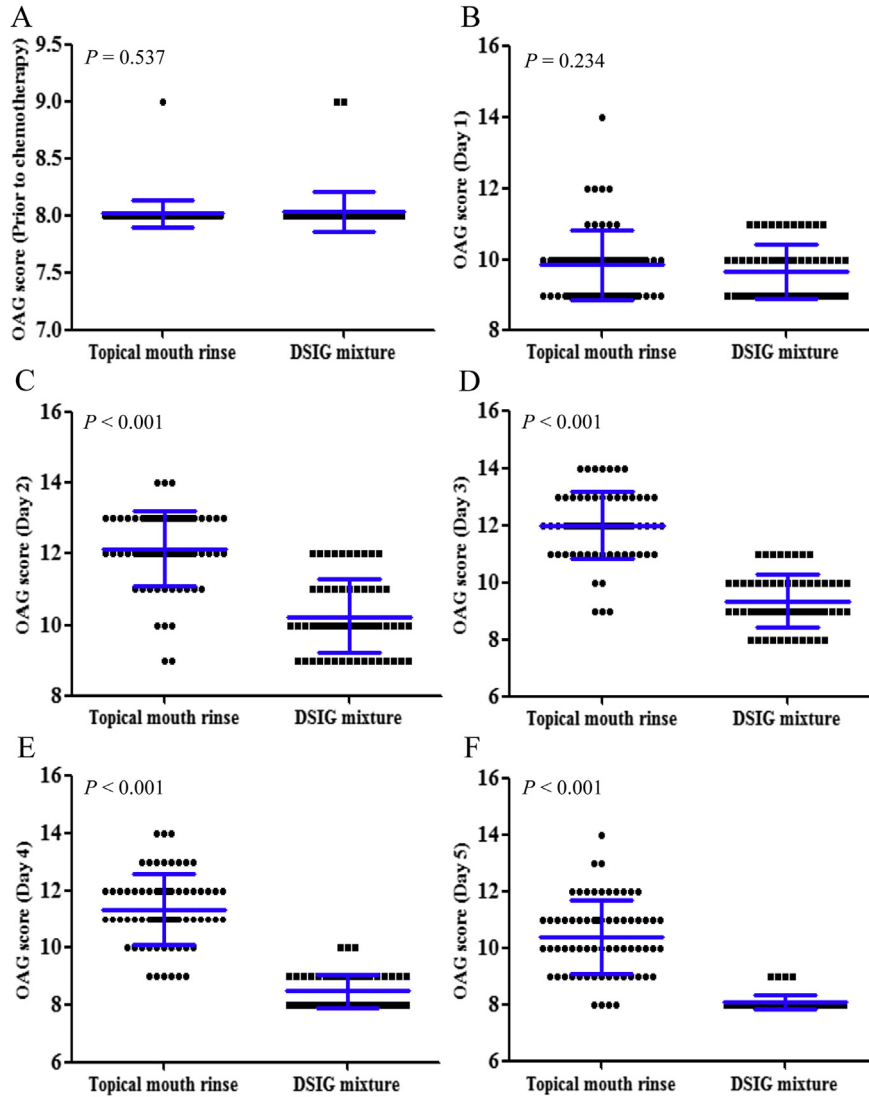 A
OAG score (Prior to chemotherapy)
9.5
9.0
8.5
8.0
7.5
7.0
P = 0.537
Topical mouth rinse
DSIG mixture
B
OAG score (Day 1)
16
14
12
10
8
P = 0.234
Topical mouth rinse
DSIG mixture
C
OAG score (Day 2)
16
14
12
10
8
P < 0.001
Topical mouth rinse
DSIG mixture
D
OAG score (Day 3)
16
14
12
10
8
6
P < 0.001
Topical mouth rinse
DSIG mixture
E
OAG score (Day 4)
16
14
12
10
8
6
P < 0.001
Topical mouth rinse
DSIG mixture
F
OAG score (Day 5)
16
14
12
10
8
6
P < 0.001
Topical mouth rinse
DSIG mixture